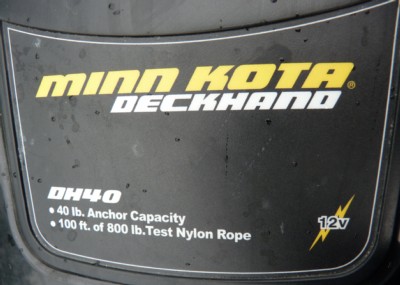 MINN KOTA®
DECKHAND
DH40
• 40 lb. Anchor Capacity
• 100 ft. of 800 lb. Test Nylon Rope
12v